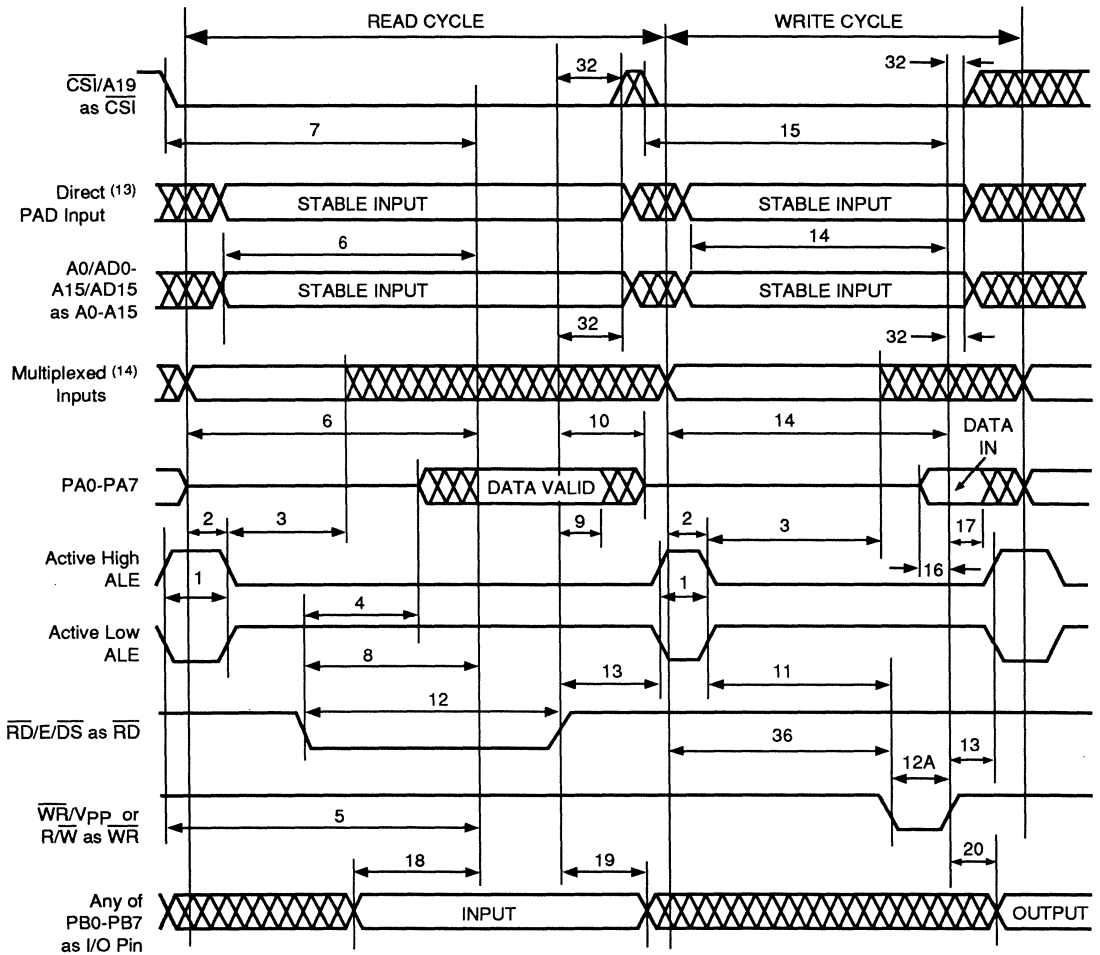 READ CYCLE
WRITE CYCLE
32
32
CSI/A19
as CSI
7
15
Direct (13)
PAD Input
STABLE INPUT
STABLE INPUT
6
14
A0/AD0-
A15/AD15
as A0-A15
STABLE INPUT
STABLE INPUT
32
32
Multiplexed (14)
Inputs
6
10
14
DATA
IN
PA0-PA7
DATA VALID
2
3
9
2
3
17
Active High
ALE
1
1
16
4
Active Low
ALE
8
13
11
12
RD/E/DS as RD
36
12A
13
WR/VPP or
R/W as WR
5
18
19
20
Any of
PB0-PB7
as I/O Pin
INPUT
OUTPUT